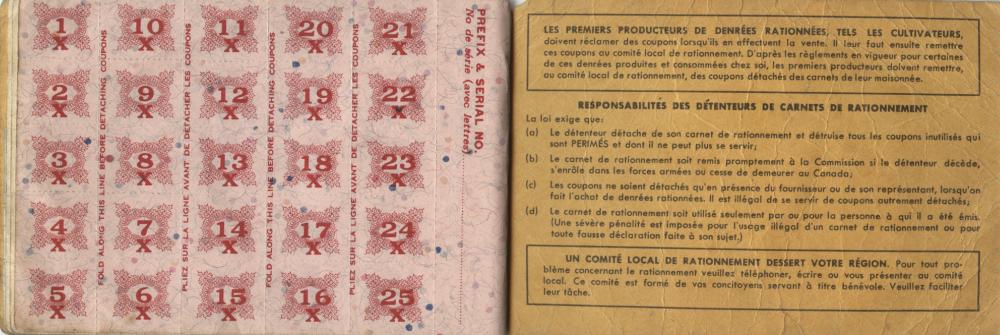 1 X 10 X 11 X 20 X 21 X
2 X 9 X 12 X 19 X 22 X
3 X 8 X 13 X 18 X 23 X
4 X 7 X 14 X 17 X 24 X
5 X 6 X 15 X 16 X 25 X
FOLD ALONG THIS LINE BEFORE DETACHING COUPONS
PLIEZ SUR LA LIGNE AVANT DE DÉTACHER LES COUPONS
FOLD ALONG THIS LINE BEFORE DETACHING COUPONS
PLIEZ SUR LA LIGNE AVANT DE DÉTACHER LES COUPONS
PREFIX & SERIAL NO.
No de série (avec lettres)
LES PREMIERS PRODUCTEURS DE DENRÉES RATIONNÉES, TELS LES CULTIVATEURS,
doivent réclamer des coupons lorsqu'ils en effectuent la vente. Il leur faut ensuite remettre
ces coupons au comité local de rationnement. D'après les règlements en vigueur pour certaines
de ces denrées produites et consommées chez soi, les premiers producteurs doivent remettre,
au comité local de rationnement, des coupons détachés des carnets de leur maisonnée.
RESPONSABILITÉS DES DÉTENTEURS DE CARNETS DE RATIONNEMENT
La loi exige que:
(a) Le détenteur détache de son carnet de rationnement et détruise tous les coupons inutilisés qui
sont PERIMÉS et dont il ne peut plus se servir;
(b) Le carnet de rationnement soit remis promptement à la Commission si le détenteur décède,
s'enrôle dans les forces armées ou cesse de demeurer au Canada;
(c) Les coupons ne soient détachés qu'en présence du fournisseur ou de son représentant, lorsqu'on
fait l'achat de denrées rationnées. Il est illégal de se servir de coupons autrement détachés;
(d) Le carnet de rationnement soit utilisé seulement par ou pour la personne à qui il a été émis.
(Une sévère pénalité est imposée pour l'usage illégal d'un carnet de rationnement ou pour
toute fausse déclaration faite à son sujet.)
UN COMITÉ LOCAL DE RATIONNEMENT DESSERT VOTRE RÉGION. Pour tout pro-
blème concernant le rationnement veuillez téléphoner, écrire ou vous présenter au comité
local. Ce comité est formé de vos concitoyens servant à titre bénévole. Veuillez faciliter
leur tâche.